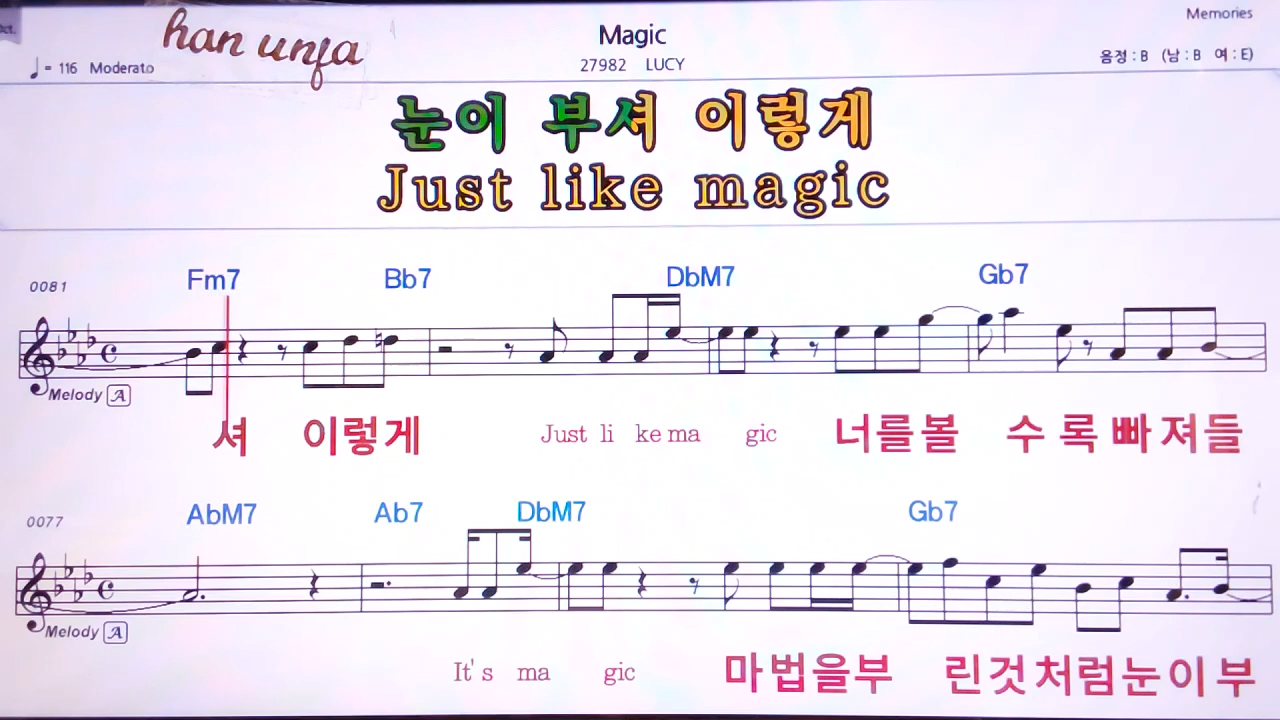 Oct.
han unfa
Magic
Memories
♩= 116 Moderato
27982 LUCY
음정 : B (남 : B 여 : E)
눈이 부셔 이렇게
Just like magic
0081
Fm7 Bb7 DbM7 Gb7
Melody A
셔 이렇게 Just li ke ma gic 너를볼 수 록 빠 져들
0077
AbM7 Ab7 DbM7 Gb7
Melody A
It's ma gic 마법을부 린것처럼눈이부